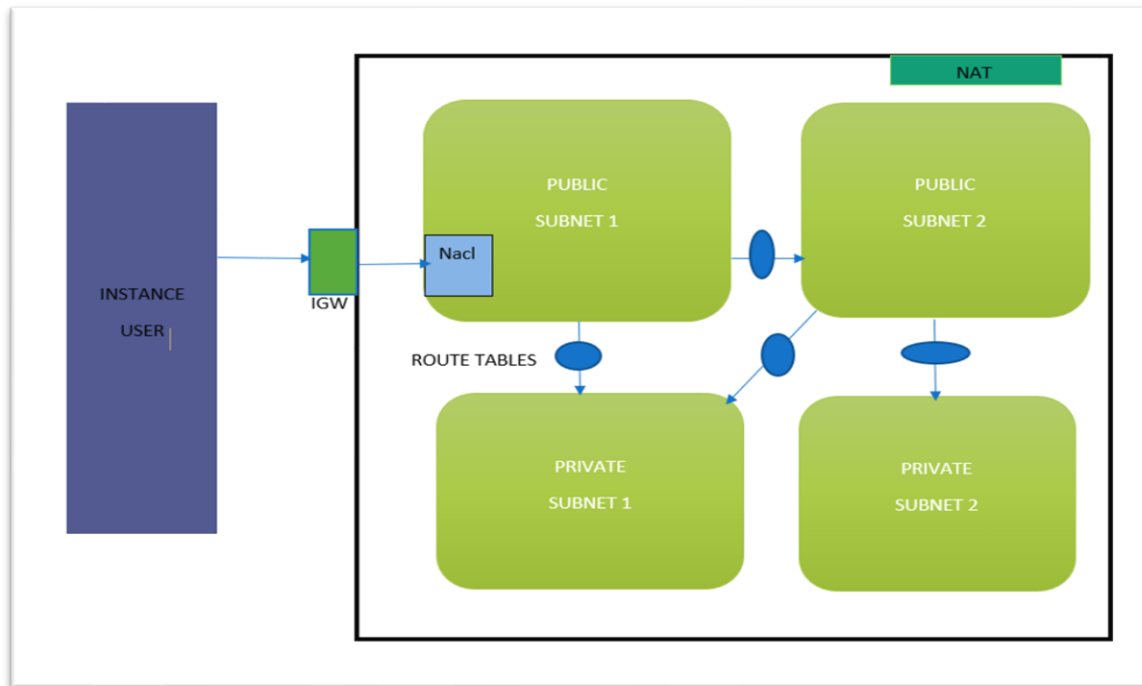 NAT
PUBLIC
SUBNET 1
PUBLIC
SUBNET 2
Nacl
INSTANCE
USER
IGW
ROUTE TABLES
PRIVATE
SUBNET 1
PRIVATE
SUBNET 2